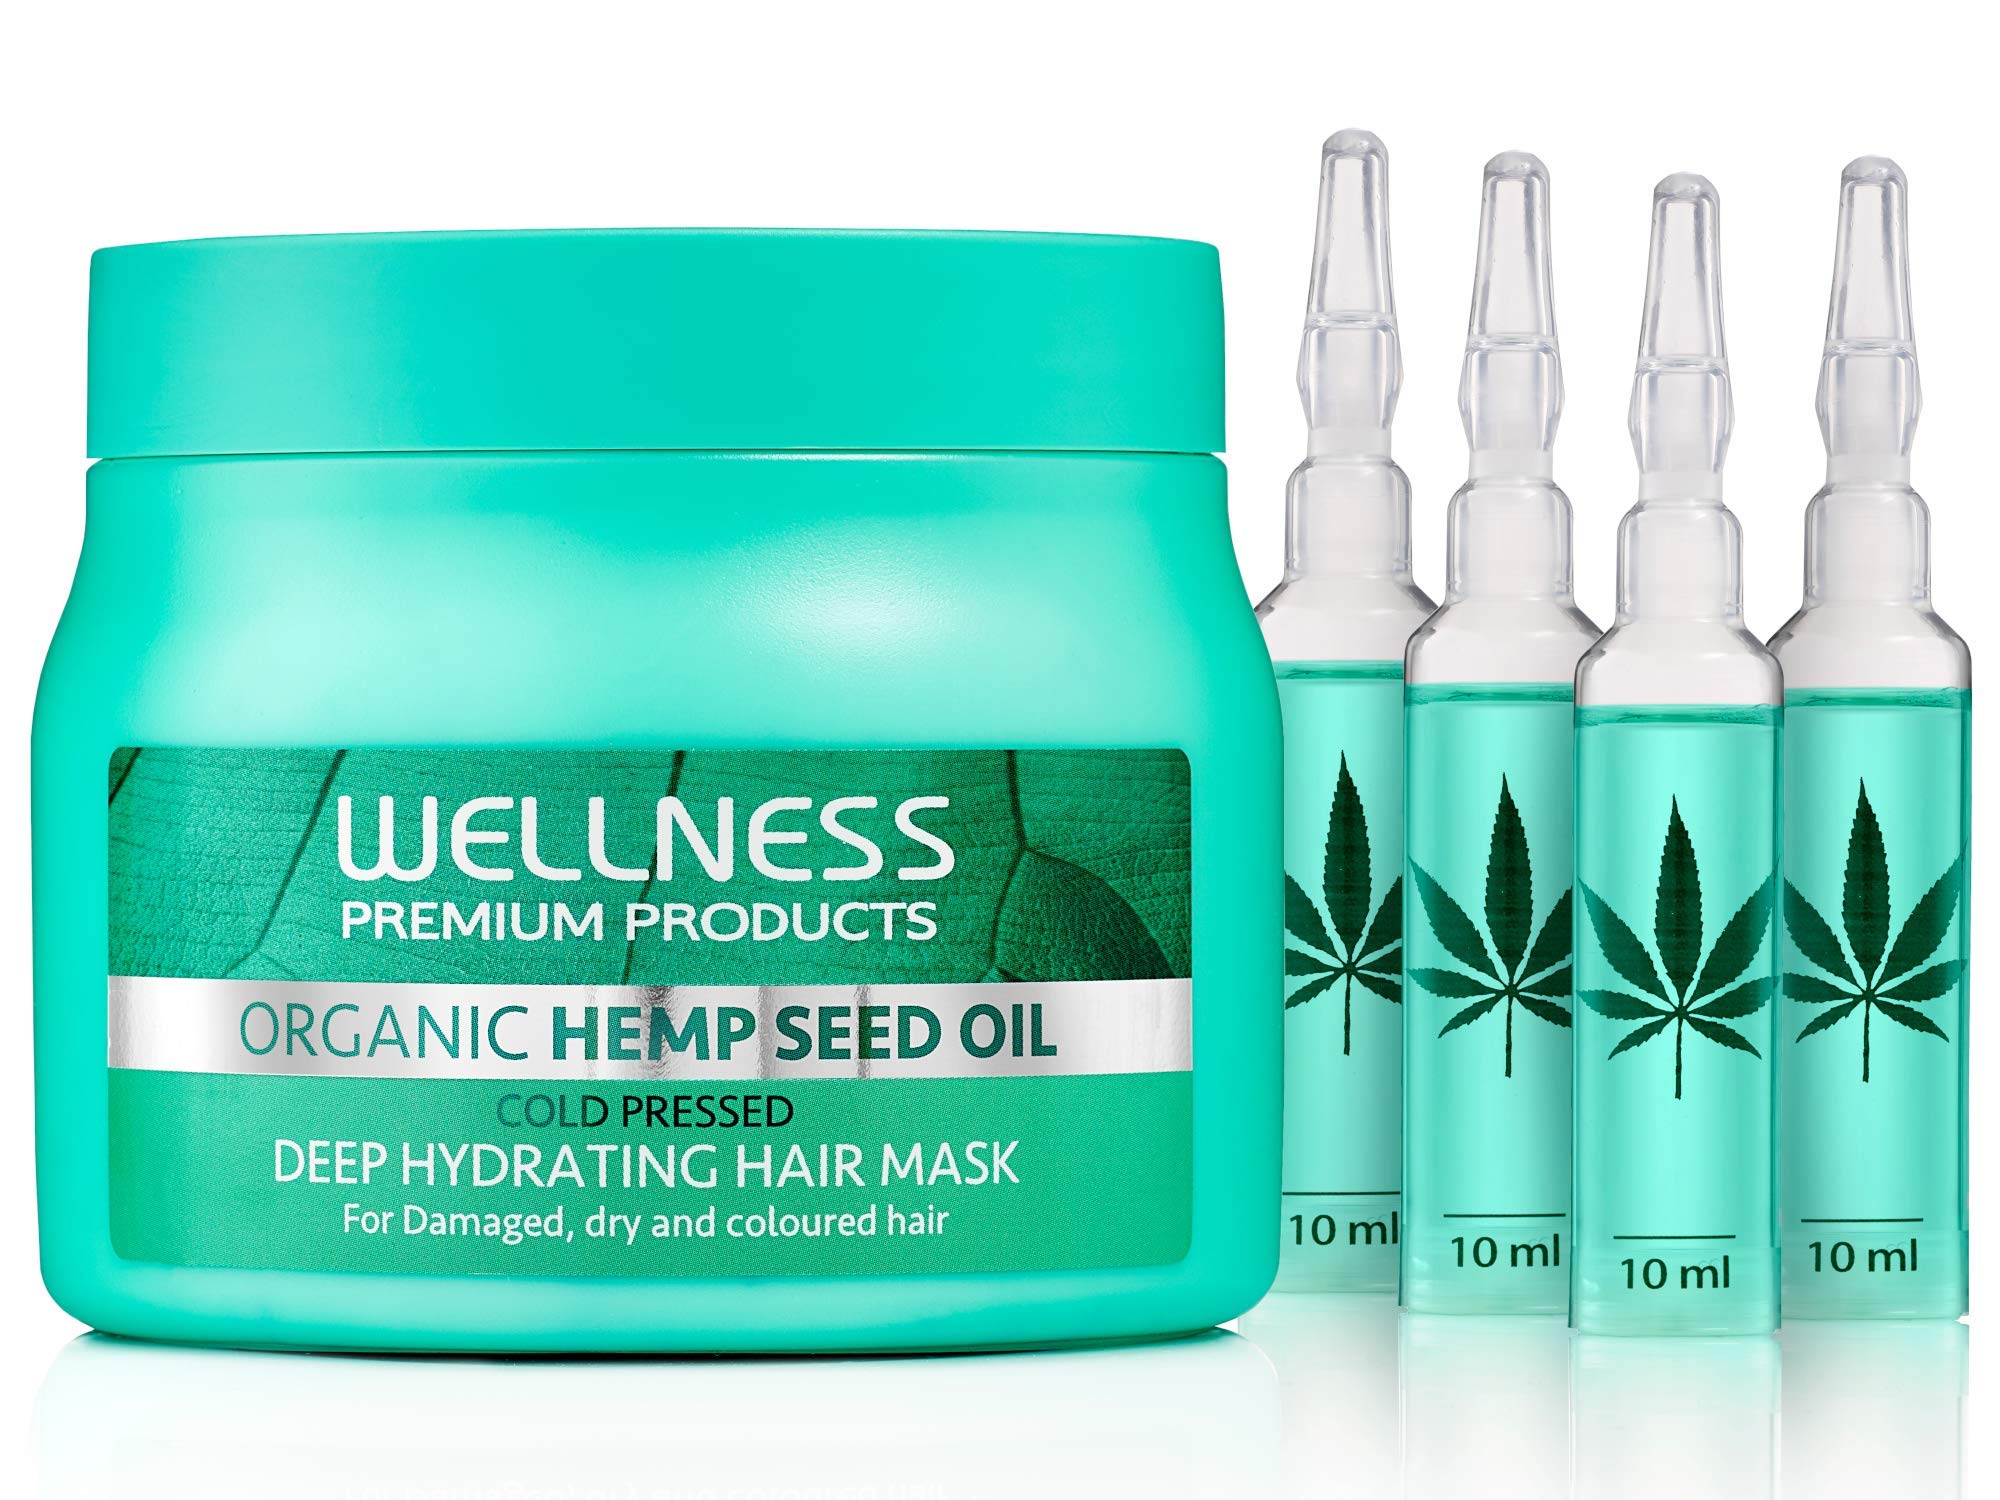 WELLNESS
PREMIUM PRODUCTS
ORGANIC HEMP SEED OIL
COLD PRESSED
DEEP HYDRATING HAIR MASK
For Damaged, dry and coloured hair
10 ml
10 ml
10 ml
10 ml